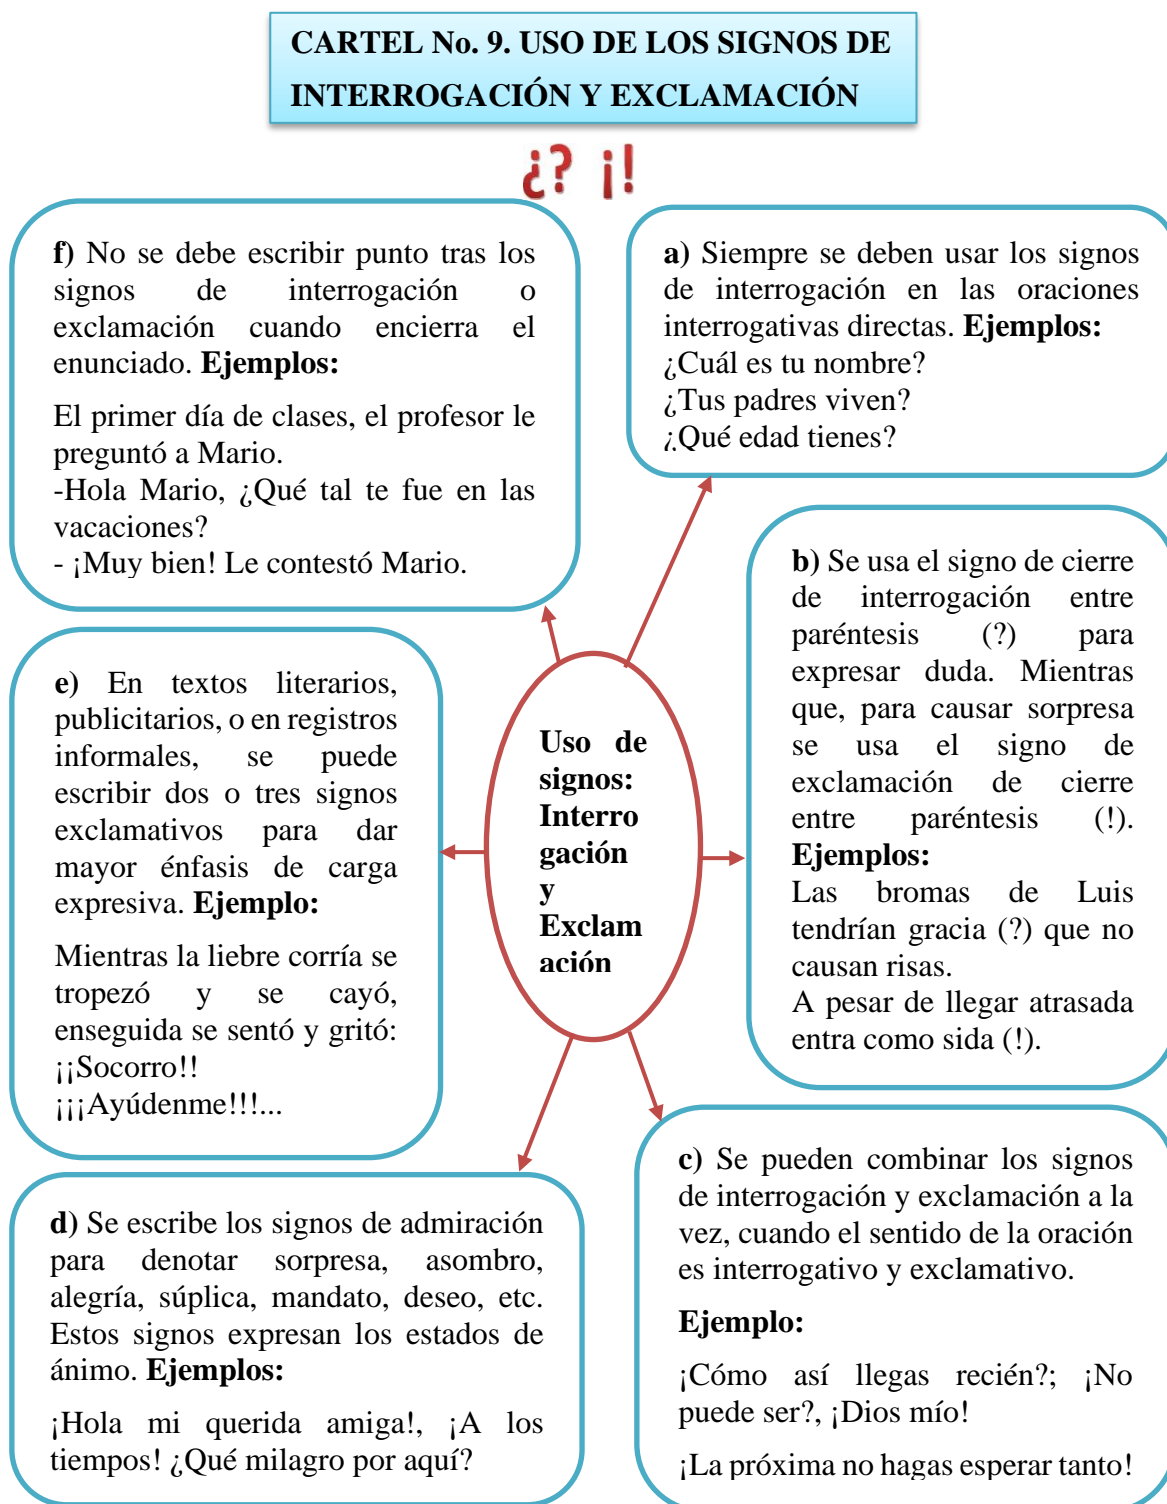 CARTEL No. 9. USO DE LOS SIGNOS DE
INTERROGACIÓN Y EXCLAMACIÓN
¿? ¡!
f) No se debe escribir punto tras los
signos de interrogación o
exclamación cuando encierra el
enunciado. Ejemplos:
El primer día de clases, el profesor le
preguntó a Mario.
-Hola Mario, ¿Qué tal te fue en las
vacaciones?
- ¡Muy bien! Le contestó Mario.
a) Siempre se deben usar los signos
de interrogación en las oraciones
interrogativas directas. Ejemplos:
¿Cuál es tu nombre?
¿Tus padres viven?
¿Qué edad tienes?
b) Se usa el signo de cierre
de interrogación entre
paréntesis (?) para
expresar duda. Mientras
que, para causar sorpresa
se usa el signo de
exclamación de cierre
entre paréntesis (!).
Ejemplos:
Las bromas de Luis
tendrían gracia (?) que no
causan risas.
A pesar de llegar atrasada
entra como sida (!).
e) En textos literarios,
publicitarios, o en registros
informales, se puede
escribir dos o tres signos
exclamativos para dar
mayor énfasis de carga
expresiva. Ejemplo:
Mientras la liebre corría se
tropezó y se cayó,
enseguida se sentó y gritó:
¡¡Socorro!!
¡¡¡Ayúdenme!!!...
Uso de
signos:
Interro
gación
y
Exclam
ación
c) Se pueden combinar los signos
de interrogación y exclamación a la
vez, cuando el sentido de la oración
es interrogativo y exclamativo.
Ejemplo:
¡Cómo así llegas recién?; ¡No
puede ser?, ¡Dios mío!
¡La próxima no hagas esperar tanto!
d) Se escribe los signos de admiración
para denotar sorpresa, asombro,
alegría, súplica, mandato, deseo, etc.
Estos signos expresan los estados de
ánimo. Ejemplos:
¡Hola mi querida amiga!, ¡A los
tiempos! ¿Qué milagro por aquí?